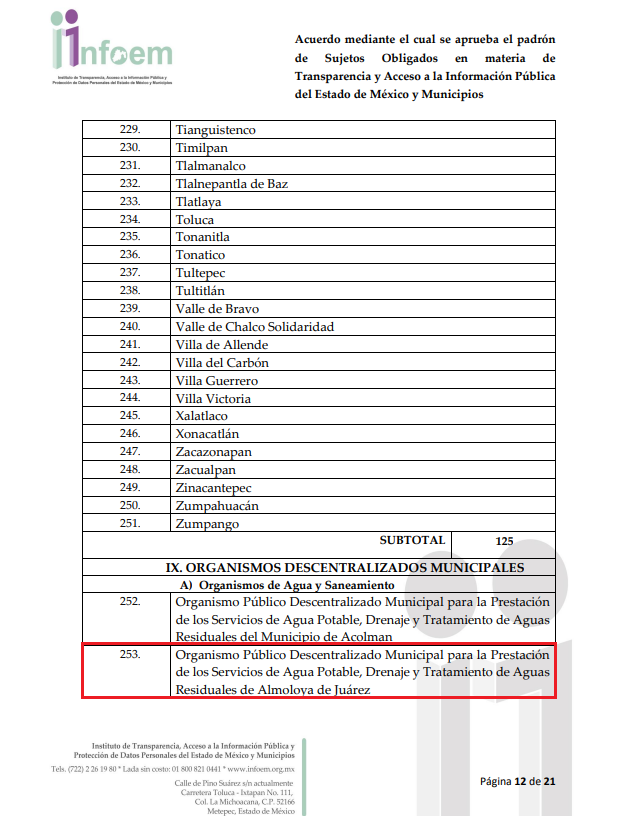 infoem
Instituto de Transparencia, Acceso a la Información Pública y
Protección de Datos Personales del Estado de México y Municipios
Acuerdo mediante el cual se aprueba el padrón
de Sujetos Obligados en materia de
Transparencia y Acceso a la Información Pública
del Estado de México y Municipios
229. Tianguistenco
230. Timilpan
231. Tlalmanalco
232. Tlalnepantla de Baz
233. Tlatlaya
234. Toluca
235. Tonanitla
236. Tonatico
237. Tultepec
238. Tultitlán
239. Valle de Bravo
240. Valle de Chalco Solidaridad
241. Villa de Allende
242. Villa del Carbón
243. Villa Guerrero
244. Villa Victoria
245. Xalatlaco
246. Xonacatlán
247. Zacazonapan
248. Zacualpan
249. Zinacantepec
250. Zumpahuacán
251. Zumpango
SUBTOTAL 125
IX. ORGANISMOS DESCENTRALIZADOS MUNICIPALES
A) Organismos de Agua y Saneamiento
252. Organismo Público Descentralizado Municipal para la Prestación
de los Servicios de Agua Potable, Drenaje y Tratamiento de Aguas
Residuales del Municipio de Acolman
253. Organismo Público Descentralizado Municipal para la Prestación
de los Servicios de Agua Potable, Drenaje y Tratamiento de Aguas
Residuales de Almoloya de Juárez
Instituto de Transparencia, Acceso a la Información Pública y
Protección de Datos Personales del Estado de México y Municipios
Tels. (722) 2 26 19 80 * Lada sin costo: 01 800 821 0441 * www.infoem.org.mx
Calle de Pino Suárez s/n actualmente
Carretera Toluca - Ixtapan No. 111,
Col. La Michoacana, C.P. 52166
Metepec, Estado de México
Página 12 de 21